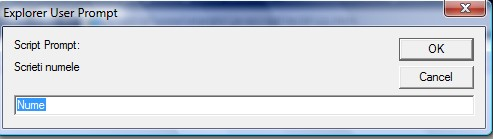 Explorer User Prompt
Script Prompt:
OK
Scrieti numele
Cancel
Nume